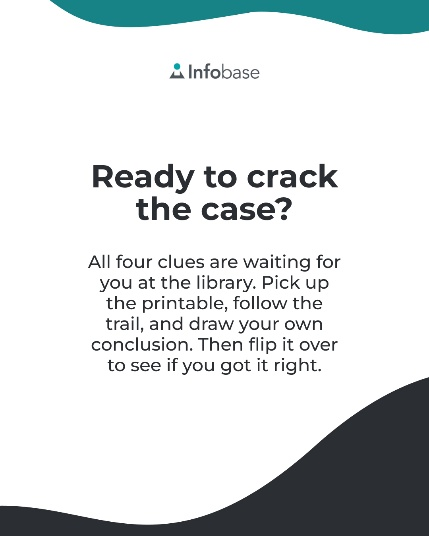 Infobase
Ready to crack
the case?
All four clues are waiting for
you at the library. Pick up
the printable, follow the
trail, and draw your own
conclusion. Then flip it over
to see if you got it right.